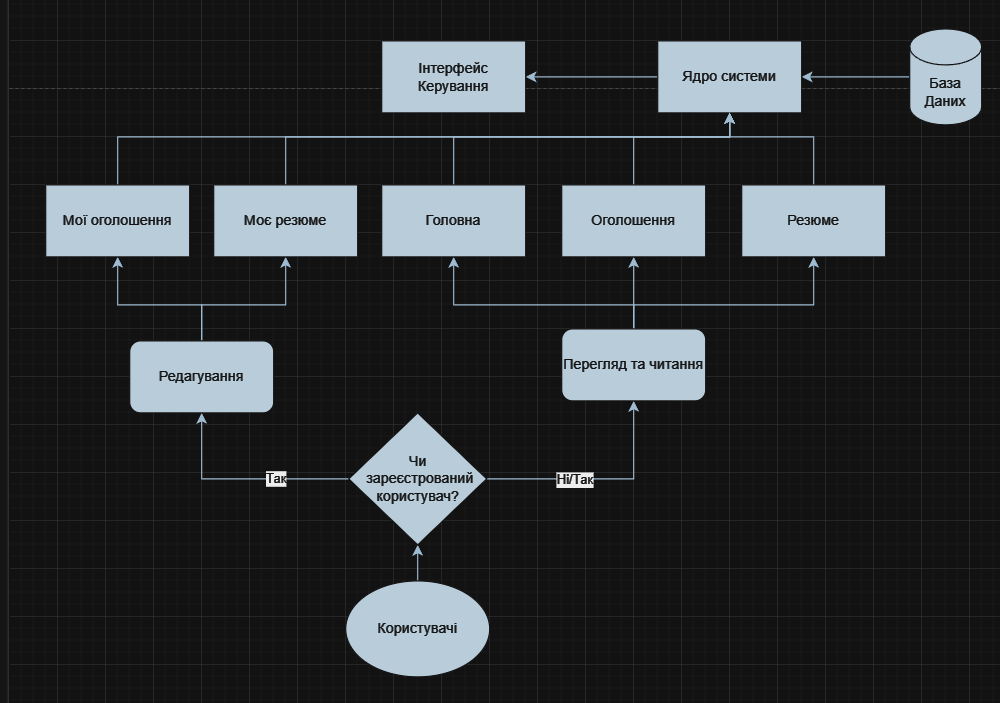 Інтерфейс
Керування
Ядро системи
База
Даних
Мої оголошення
Моє резюме
Головна
Оголошення
Резюме
Редагування
Перегляд та читання
Чи
зареєстрований
користувач?
Так
Ні/Так
Користувачі